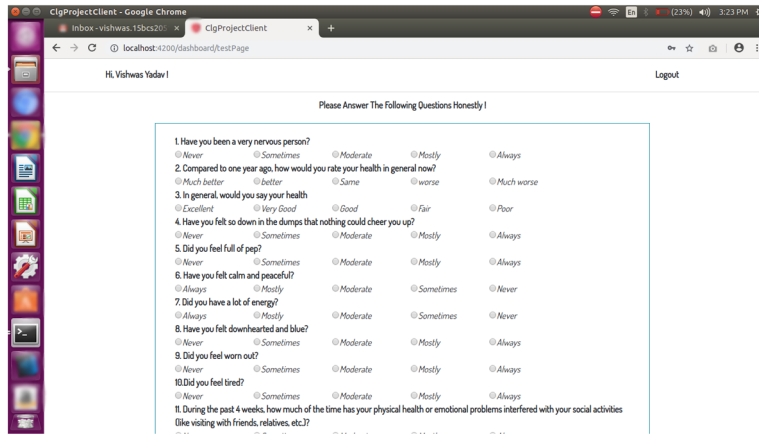 ClgProjectClient - Google Chrome
En (23%) 3:23 PM
Inbox - vishwas.15bcs205 × ClgProjectClient × +
localhost:4200/dashboard/testPage
Hi, Vishwas Yadav ! Logout
Please Answer The Following Questions Honestly !
1. Have you been a very nervous person?
Never Sometimes Moderate Mostly Always
2. Compared to one year ago, how would you rate your health in general now?
Much better better Same worse Much worse
3. In general, would you say your health
Excellent Very Good Good Fair Poor
4. Have you felt so down in the dumps that nothing could cheer you up?
Never Sometimes Moderate Mostly Always
5. Did you feel full of pep?
Never Sometimes Moderate Mostly Always
6. Have you felt calm and peaceful?
Always Mostly Moderate Sometimes Never
7. Did you have a lot of energy?
Always Mostly Moderate Sometimes Never
8. Have you felt downhearted and blue?
Never Sometimes Moderate Mostly Always
9. Did you feel worn out?
Never Sometimes Moderate Mostly Always
10.Did you feel tired?
Never Sometimes Moderate Mostly Always
11. During the past 4 weeks, how much of the time has your physical health or emotional problems interfered with your social activities
(like visiting with friends, relatives, etc.)?